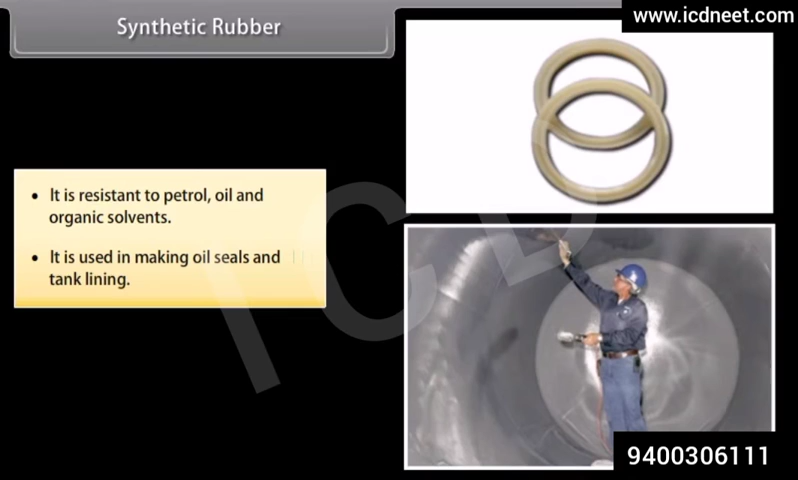 www.icdneet.com
Synthetic Rubber
• It is resistant to petrol, oil and
organic solvents.
• It is used in making oil seals and
tank lining.
ICD
9400306111